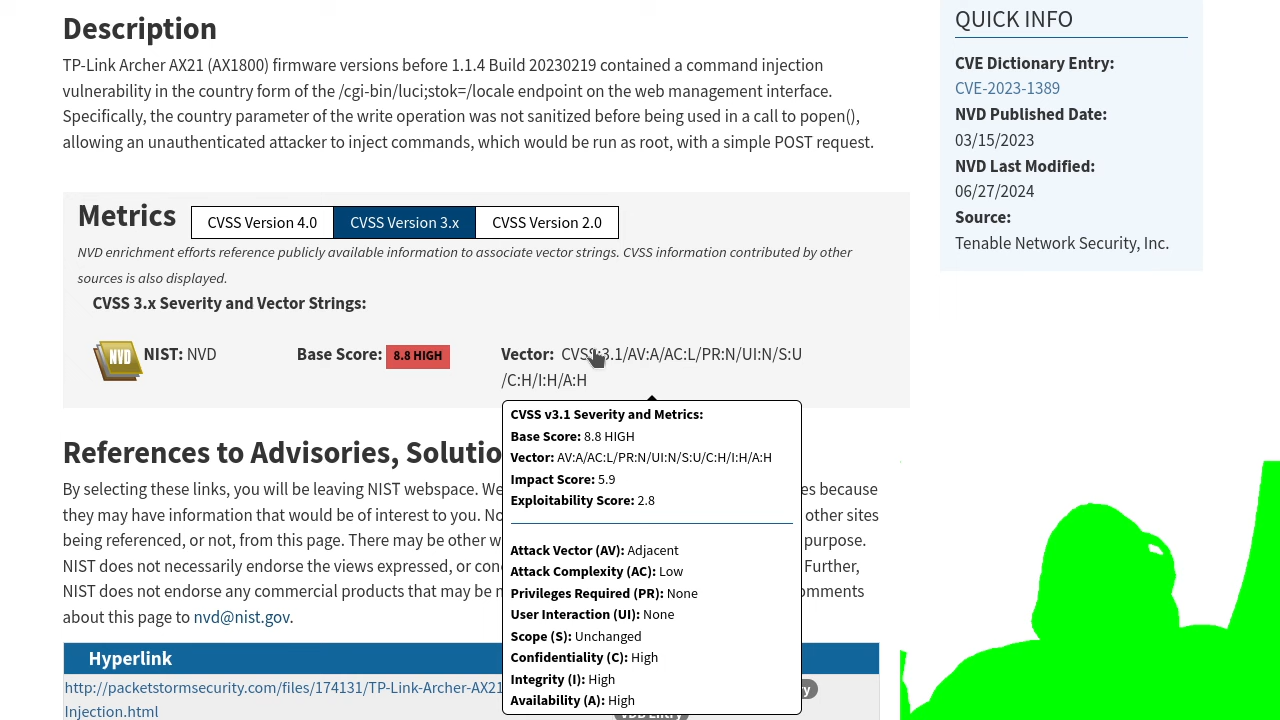 Description
TP-Link Archer AX21 (AX1800) firmware versions before 1.1.4 Build 20230219 contained a command injection
vulnerability in the country form of the /cgi-bin/luci;stok=/locale endpoint on the web management interface.
Specifically, the country parameter of the write operation was not sanitized before being used in a call to popen(),
allowing an unauthenticated attacker to inject commands, which would be run as root, with a simple POST request.
Metrics
CVSS Version 4.0 CVSS Version 3.x CVSS Version 2.0
NVD enrichment efforts reference publicly available information to associate vector strings. CVSS information contributed by other
sources is also displayed.
CVSS 3.x Severity and Vector Strings:
NVD NIST: NVD Base Score: 8.8 HIGH Vector: CVSS:3.1/AV:A/AC:L/PR:N/UI:N/S:U
/C:H/I:H/A:H
CVSS v3.1 Severity and Metrics:
Base Score: 8.8 HIGH
Vector: AV:A/AC:L/PR:N/UI:N/S:U/C:H/I:H/A:H
Impact Score: 5.9
Exploitability Score: 2.8
Attack Vector (AV): Adjacent
Attack Complexity (AC): Low
Privileges Required (PR): None
User Interaction (UI): None
Scope (S): Unchanged
Confidentiality (C): High
Integrity (I): High
Availability (A): High
References to Advisories, Solutio
By selecting these links, you will be leaving NIST webspace. We es because
they may have information that would be of interest to you. No other sites
being referenced, or not, from this page. There may be other w purpose.
NIST does not necessarily endorse the views expressed, or con Further,
NIST does not endorse any commercial products that may be m omments
about this page to nvd@nist.gov.
Hyperlink
http://packetstormsecurity.com/files/174131/TP-Link-Archer-AX21
Injection.html
QUICK INFO
CVE Dictionary Entry:
CVE-2023-1389
NVD Published Date:
03/15/2023
NVD Last Modified:
06/27/2024
Source:
Tenable Network Security, Inc.